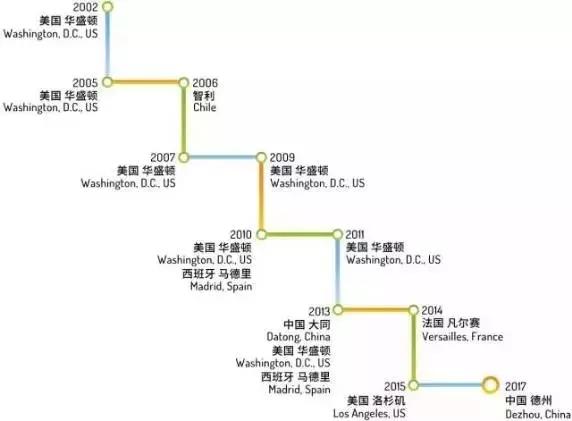 2002
美国 华盛顿
Washington, D.C., US
2005
美国 华盛顿
Washington, D.C., US
2006
智利
Chile
2007
美国 华盛顿
Washington, D.C., US
2009
美国 华盛顿
Washington, D.C., US
2010
美国 华盛顿
Washington, D.C., US
西班牙 马德里
Madrid, Spain
2011
美国 华盛顿
Washington, D.C., US
2013
中国 大同
Datong, China
美国 华盛顿
Washington, D.C., US
西班牙 马德里
Madrid, Spain
2014
法国 凡尔赛
Versailles, France
2015
美国 洛杉矶
Los Angeles, US
2017
中国 德州
Dezhou, China